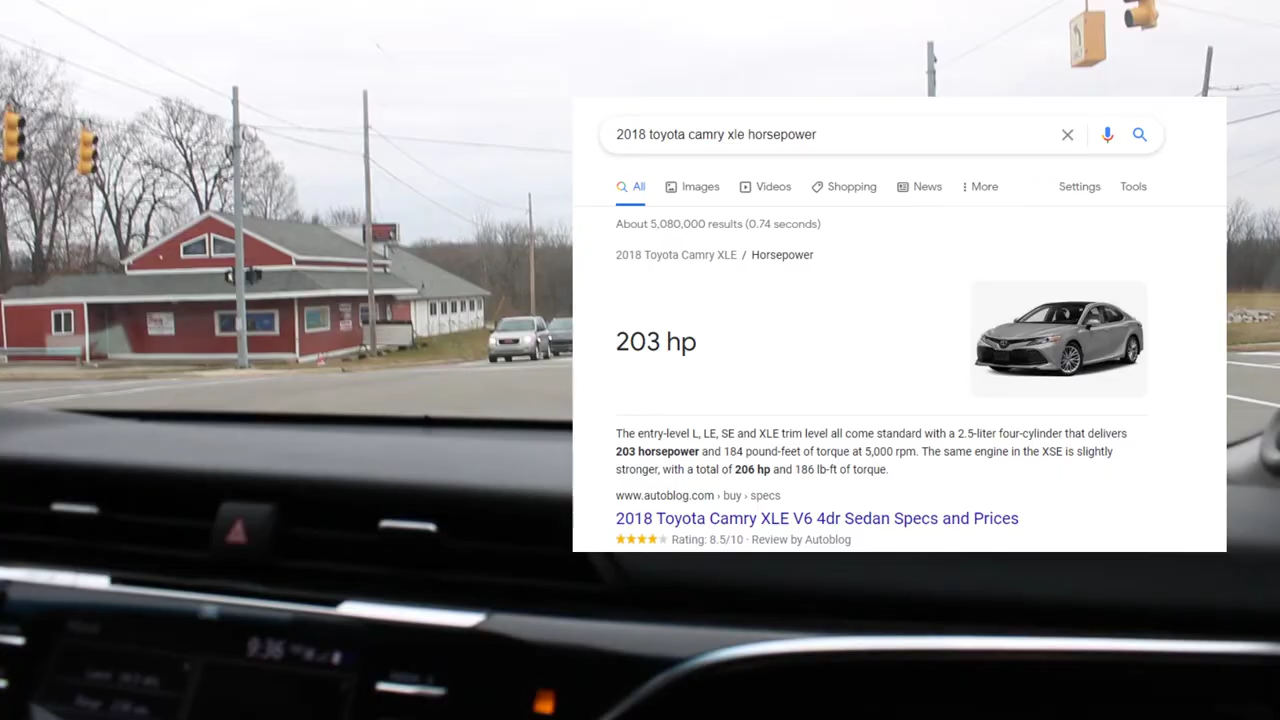 2018 toyota camry xle horsepower
All Images Videos Shopping News More Settings Tools
About 5,080,000 results (0.74 seconds)
2018 Toyota Camry XLE / Horsepower
203 hp
The entry-level L, LE, SE and XLE trim level all come standard with a 2.5-liter four-cylinder that delivers
203 horsepower and 184 pound-feet of torque at 5,000 rpm. The same engine in the XSE is slightly
stronger, with a total of 206 hp and 186 lb-ft of torque.
www.autoblog.com › buy › specs
2018 Toyota Camry XLE V6 4dr Sedan Specs and Prices
Rating: 8.5/10 · Review by Autoblog
9:36